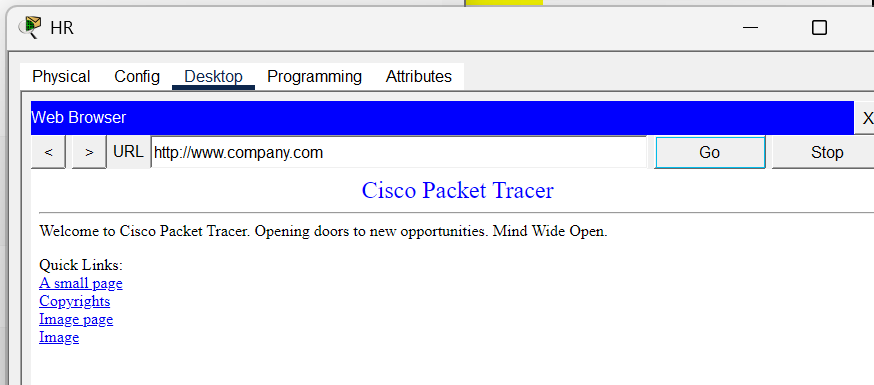 HR
Physical Config Desktop Programming Attributes
Web Browser X
< > URL http://www.company.com Go Stop
Cisco Packet Tracer
Welcome to Cisco Packet Tracer. Opening doors to new opportunities. Mind Wide Open.
Quick Links:
A small page
Copyrights
Image page
Image